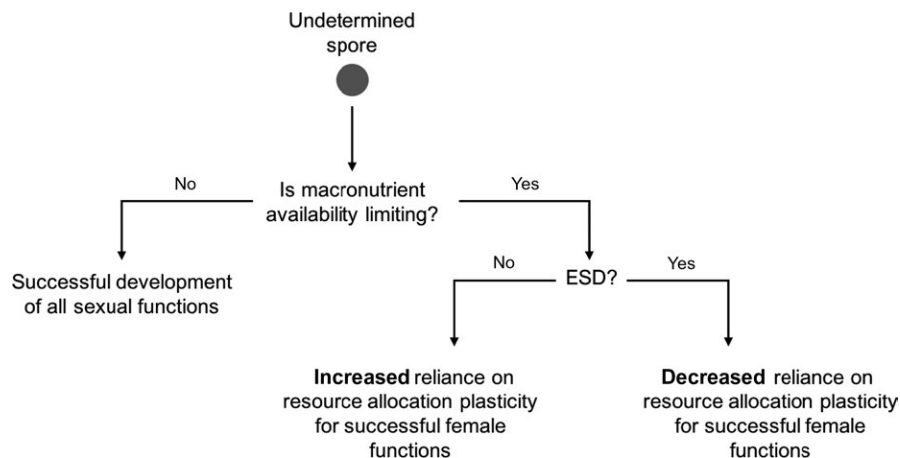 Undetermined
spore
No
Is macronutrient
availability limiting?
Yes
Successful development
of all sexual functions
No
ESD?
Yes
Increased reliance on
resource allocation plasticity
for successful female
functions
Decreased reliance on
resource allocation plasticity
for successful female
functions